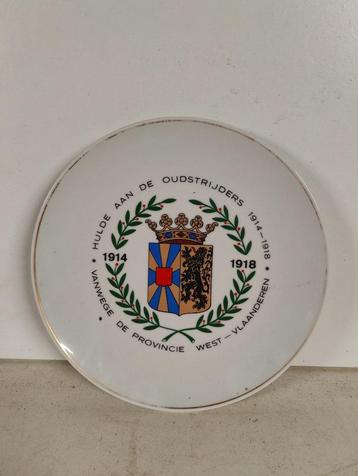 HULDE AAN DE OUDSTRIJDERS 1914-1918
1914
1918
* VANWEGE DE PROVINCIE WEST-VLAANDEREN *